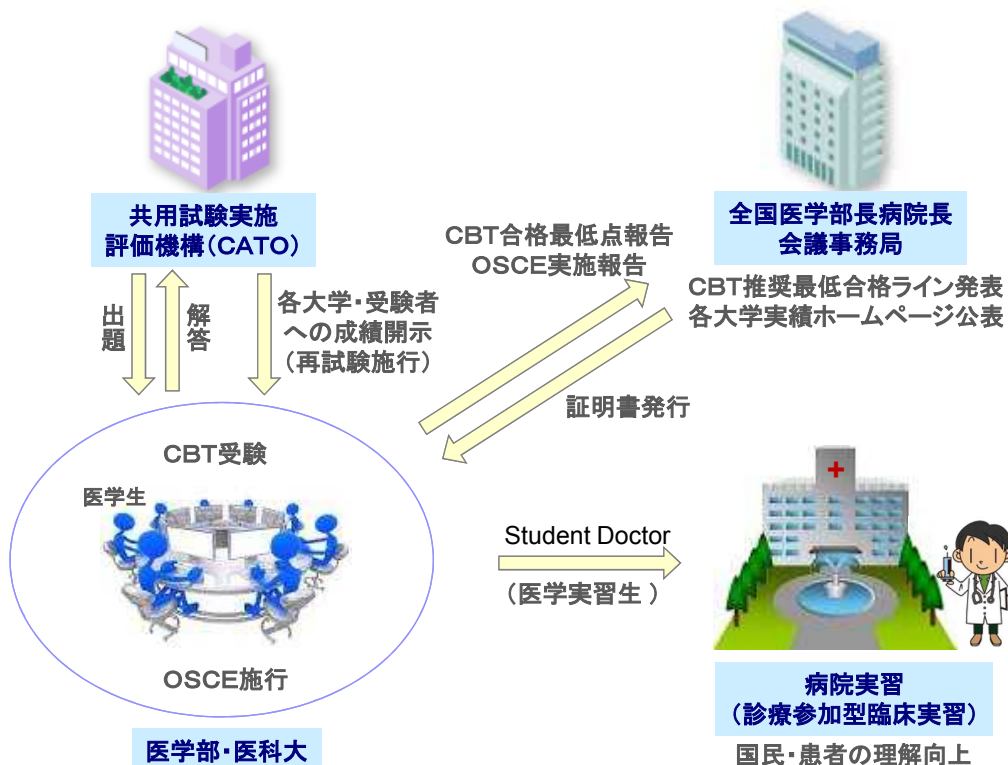 共用試験実施
評価機構(CATO)
全国医学部長病院長
会議事務局
CBT合格最低点報告
OSCE実施報告
CBT推奨最低合格ライン発表
各大学実績ホームページ公表
出題
解答
各大学・受験者
への成績開示
(再試験施行)
証明書発行
CBT受験
医学生
OSCE施行
医学部・医科大
Student Doctor
(医学実習生 )
病院実習
(診療参加型臨床実習)
国民・患者の理解向上